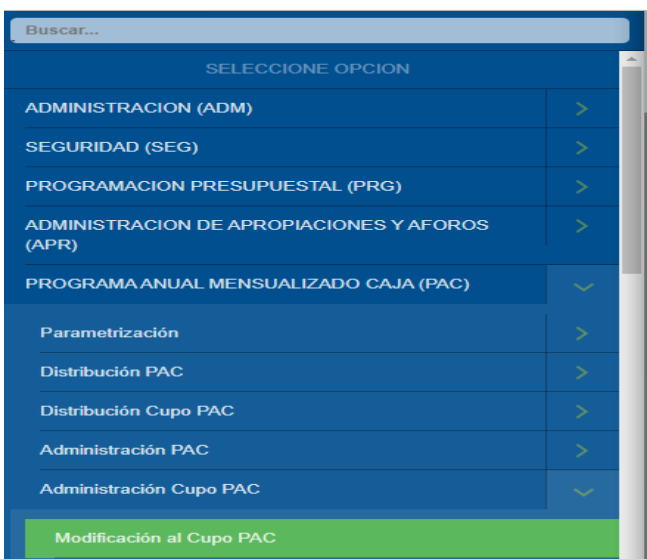 Buscar...
SELECCIONE OPCION
ADMINISTRACION (ADM)
SEGURIDAD (SEG)
PROGRAMACION PRESUPUESTAL (PRG)
ADMINISTRACION DE APROPIACIONES Y AFOROS
(APR)
PROGRAMA ANUAL MENSUALIZADO CAJA (PAC)
Parametrización
Distribución PAC
Distribución Cupo PAC
Administración PAC
Administración Cupo PAC
Modificación al Cupo PAC